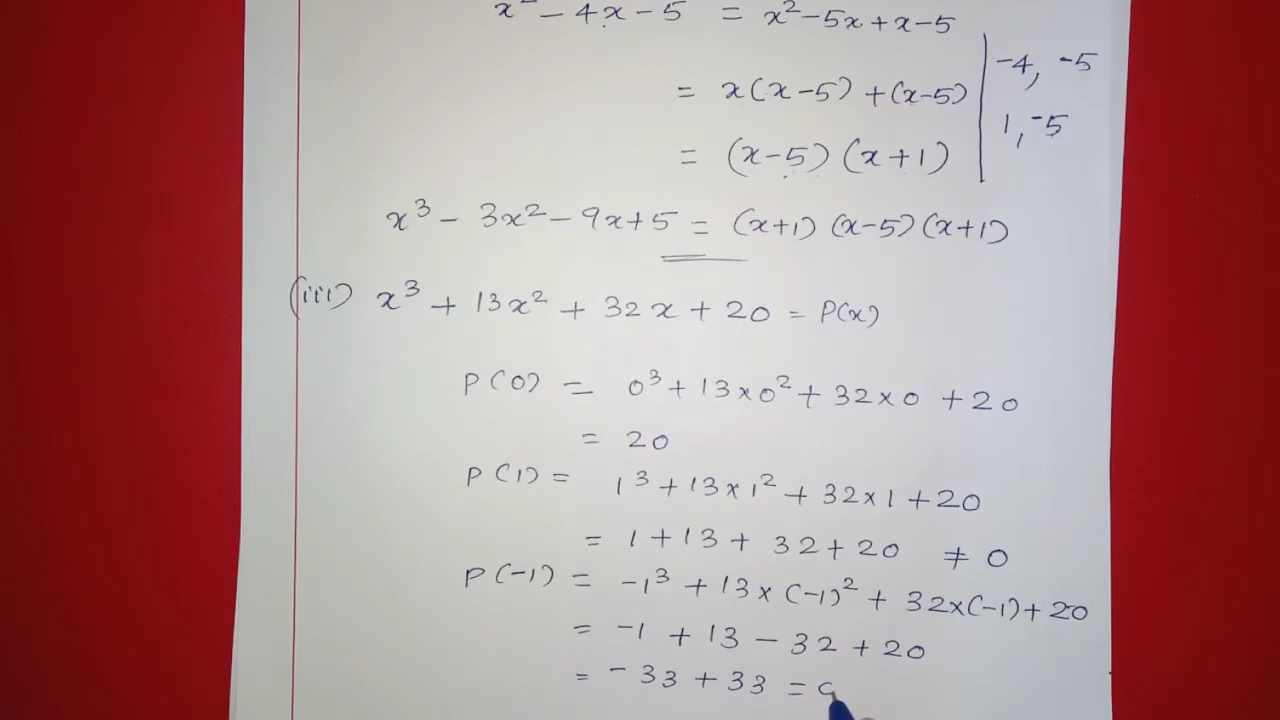 x² - 4x - 5 = x² - 5x + x - 5
= x(x-5) + (x-5)
-4, -5
1, -5
= (x-5) (x+1)
x³ - 3x² - 9x + 5 = (x+1) (x-5) (x+1)
(iii) x³ + 13x² + 32x + 20 = P(x)
P(0) = 0³ + 13×0² + 32×0 + 20
= 20
P(1) = 1³ + 13×1² + 32×1 + 20
= 1 + 13 + 32 + 20 ≠ 0
P(-1) = -1³ + 13×(-1)² + 32×(-1) + 20
= -1 + 13 - 32 + 20
= -33 + 33 =